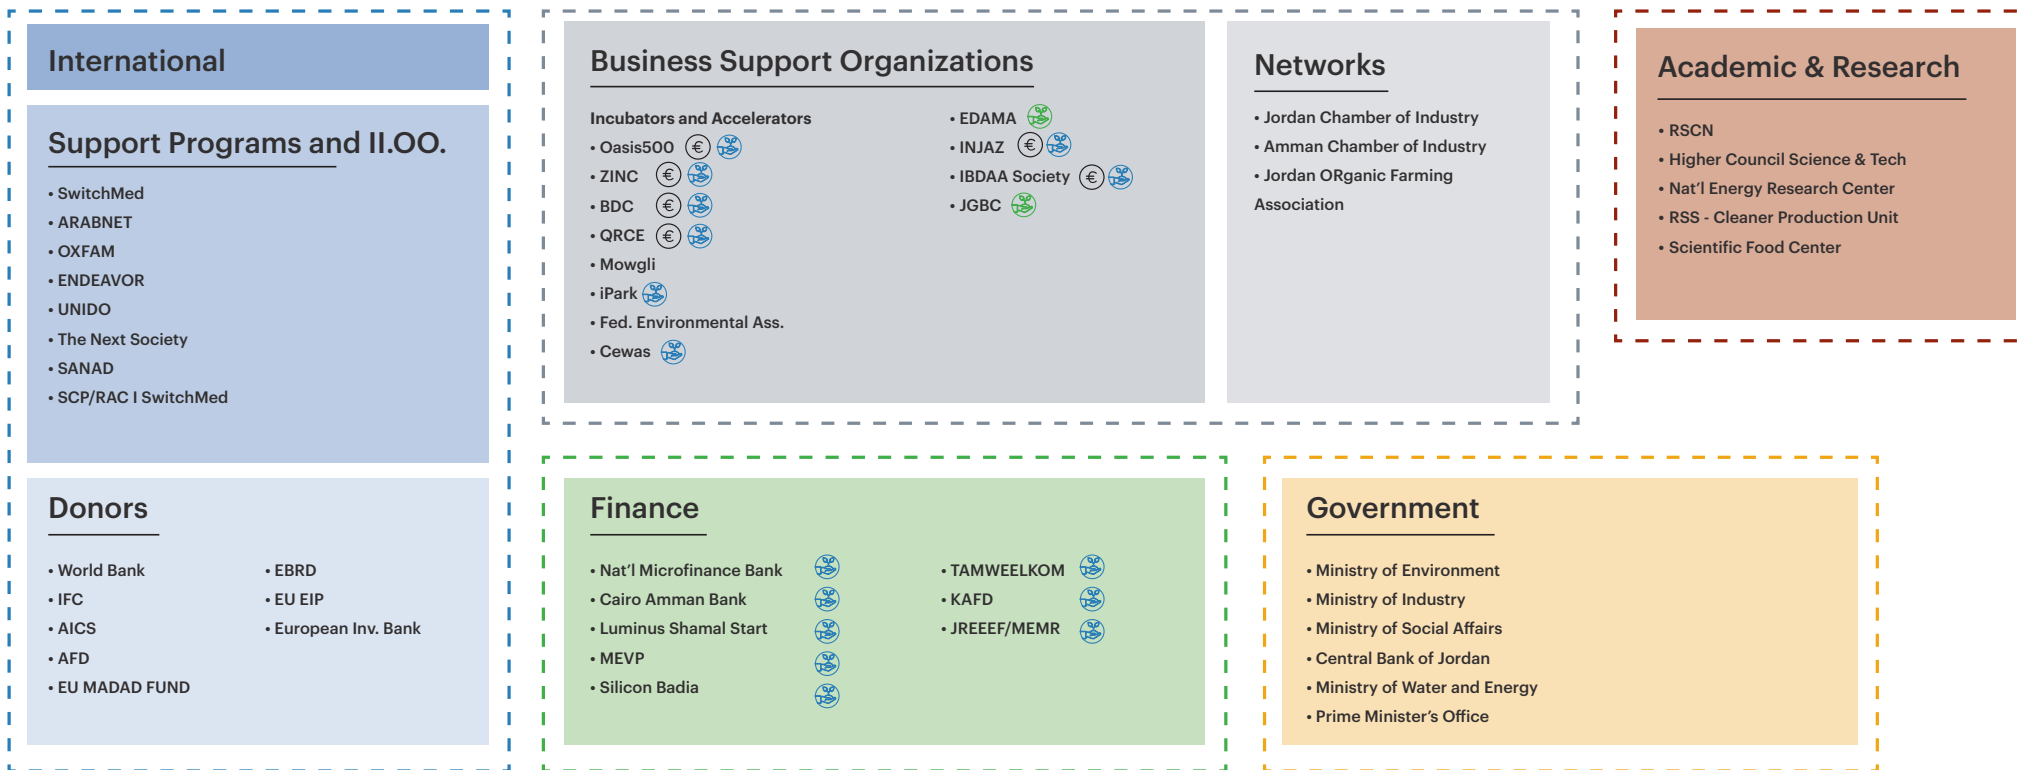 International
Support Programs and II.OO.
• SwitchMed
• ARABNET
• OXFAM
• ENDEAVOR
• UNIDO
• The Next Society
• SANAD
• SCP/RAC I SwitchMed
Donors
• World Bank
• IFC
• AICS
• AFD
• EU MADAD FUND
• EBRD
• EU EIP
• European Inv. Bank
Business Support Organizations
Incubators and Accelerators
• Oasis500 €
• ZINC €
• BDC €
• QRCE €
• Mowgli
• iPark
• Fed. Environmental Ass.
• Cewas
• EDAMA
• INJAZ €
• IBDAA Society €
• JGBC
Networks
• Jordan Chamber of Industry
• Amman Chamber of Industry
• Jordan ORganic Farming
Association
Academic & Research
• RSCN
• Higher Council Science & Tech
• Nat’l Energy Research Center
• RSS - Cleaner Production Unit
• Scientific Food Center
Finance
• Nat’l Microfinance Bank
• Cairo Amman Bank
• Luminus Shamal Start
• MEVP
• Silicon Badia
• TAMWEELKOM
• KAFD
• JREEEF/MEMR
Government
• Ministry of Environment
• Ministry of Industry
• Ministry of Social Affairs
• Central Bank of Jordan
• Ministry of Water and Energy
• Prime Minister’s Office